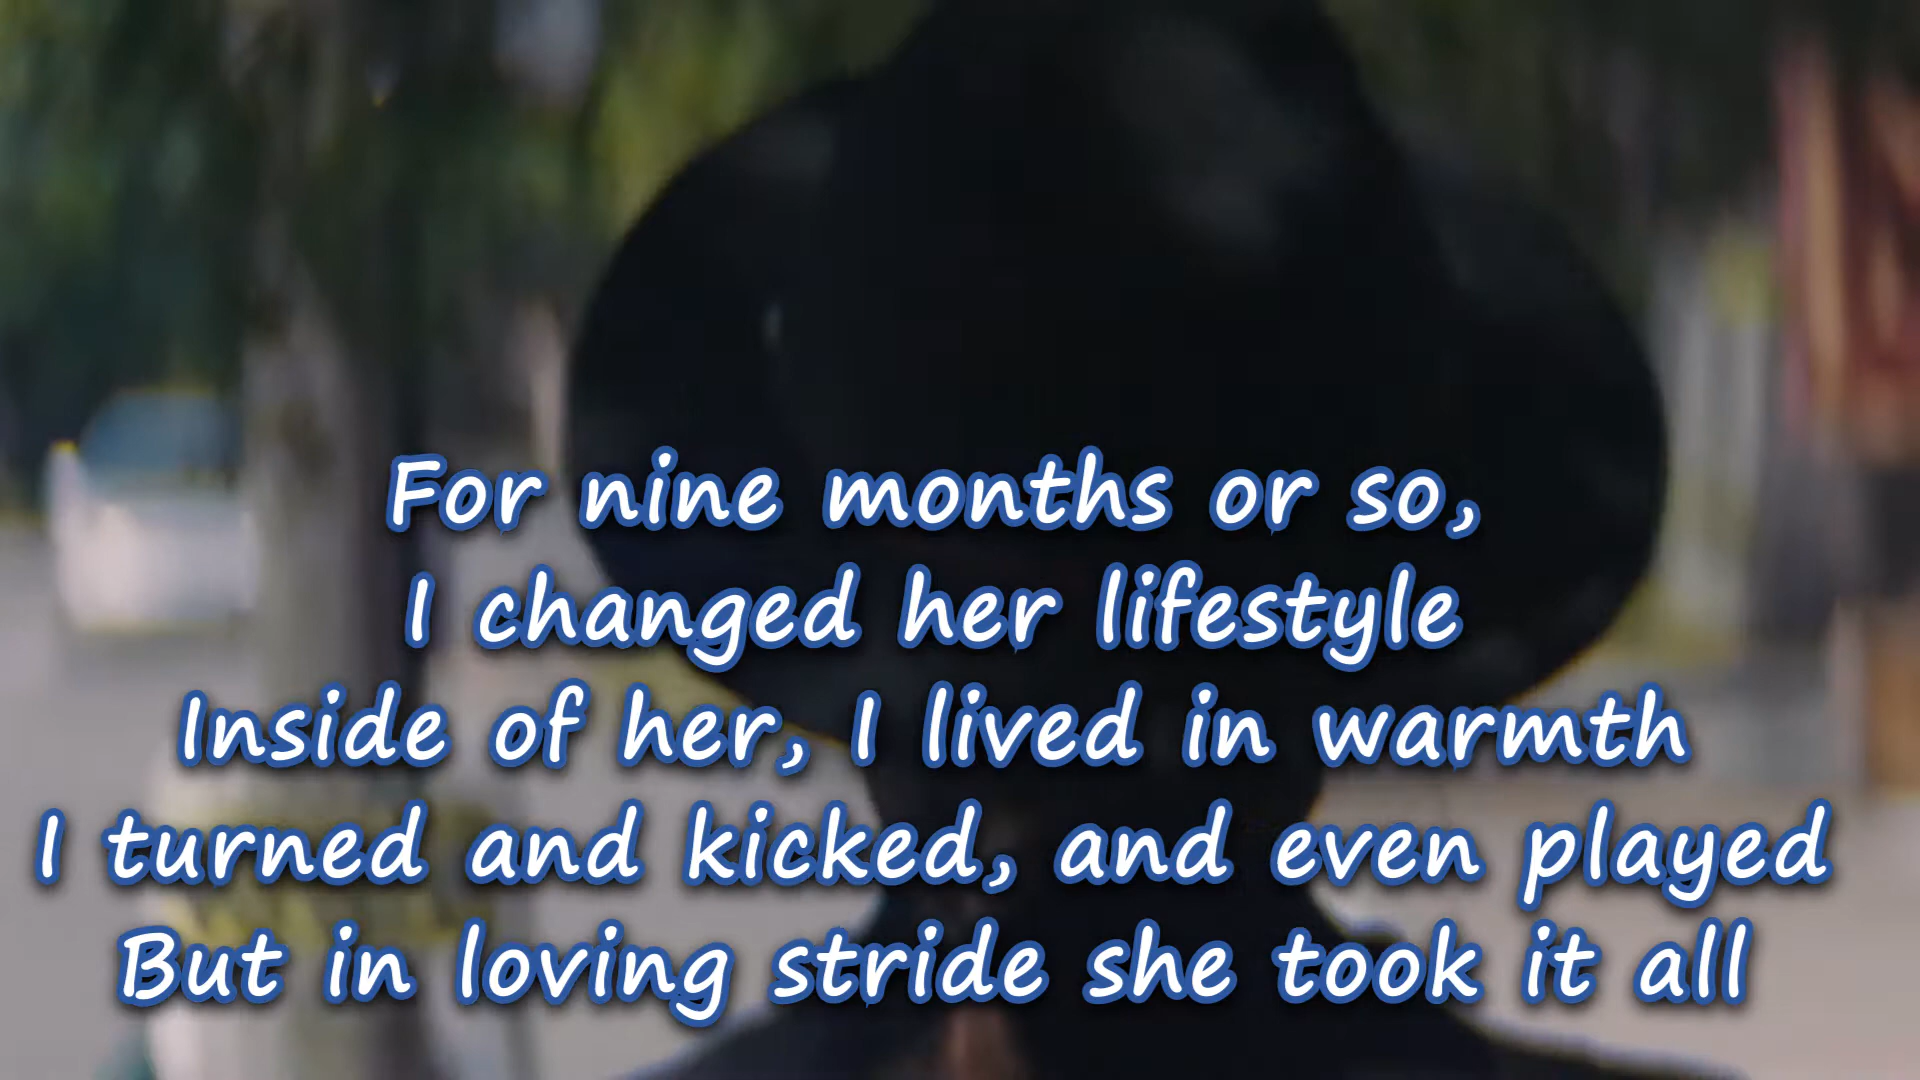 For nine months or so,
I changed her lifestyle
Inside of her, I lived in warmth
I turned and kicked, and even played
But in loving stride she took it all